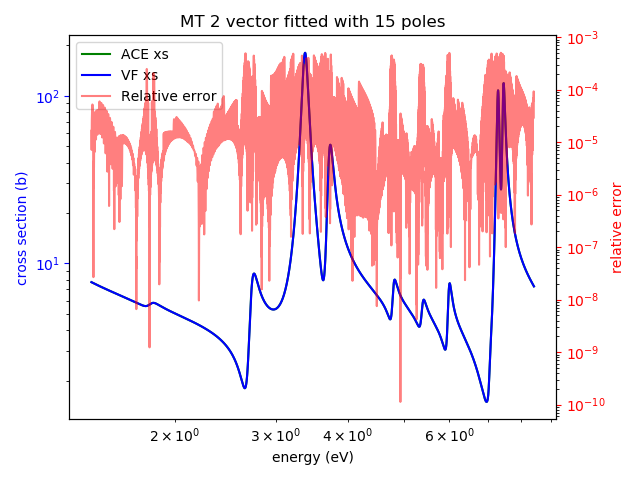 MT 2 vector fitted with 15 poles
ACE xs
VF xs
Relative error
cross section (b)
10²
10¹
relative error
10⁻³
10⁻⁴
10⁻⁵
10⁻⁶
10⁻⁷
10⁻⁸
10⁻⁹
10⁻¹⁰
2 × 10⁰ 3 × 10⁰ 4 × 10⁰ 6 × 10⁰
energy (eV)